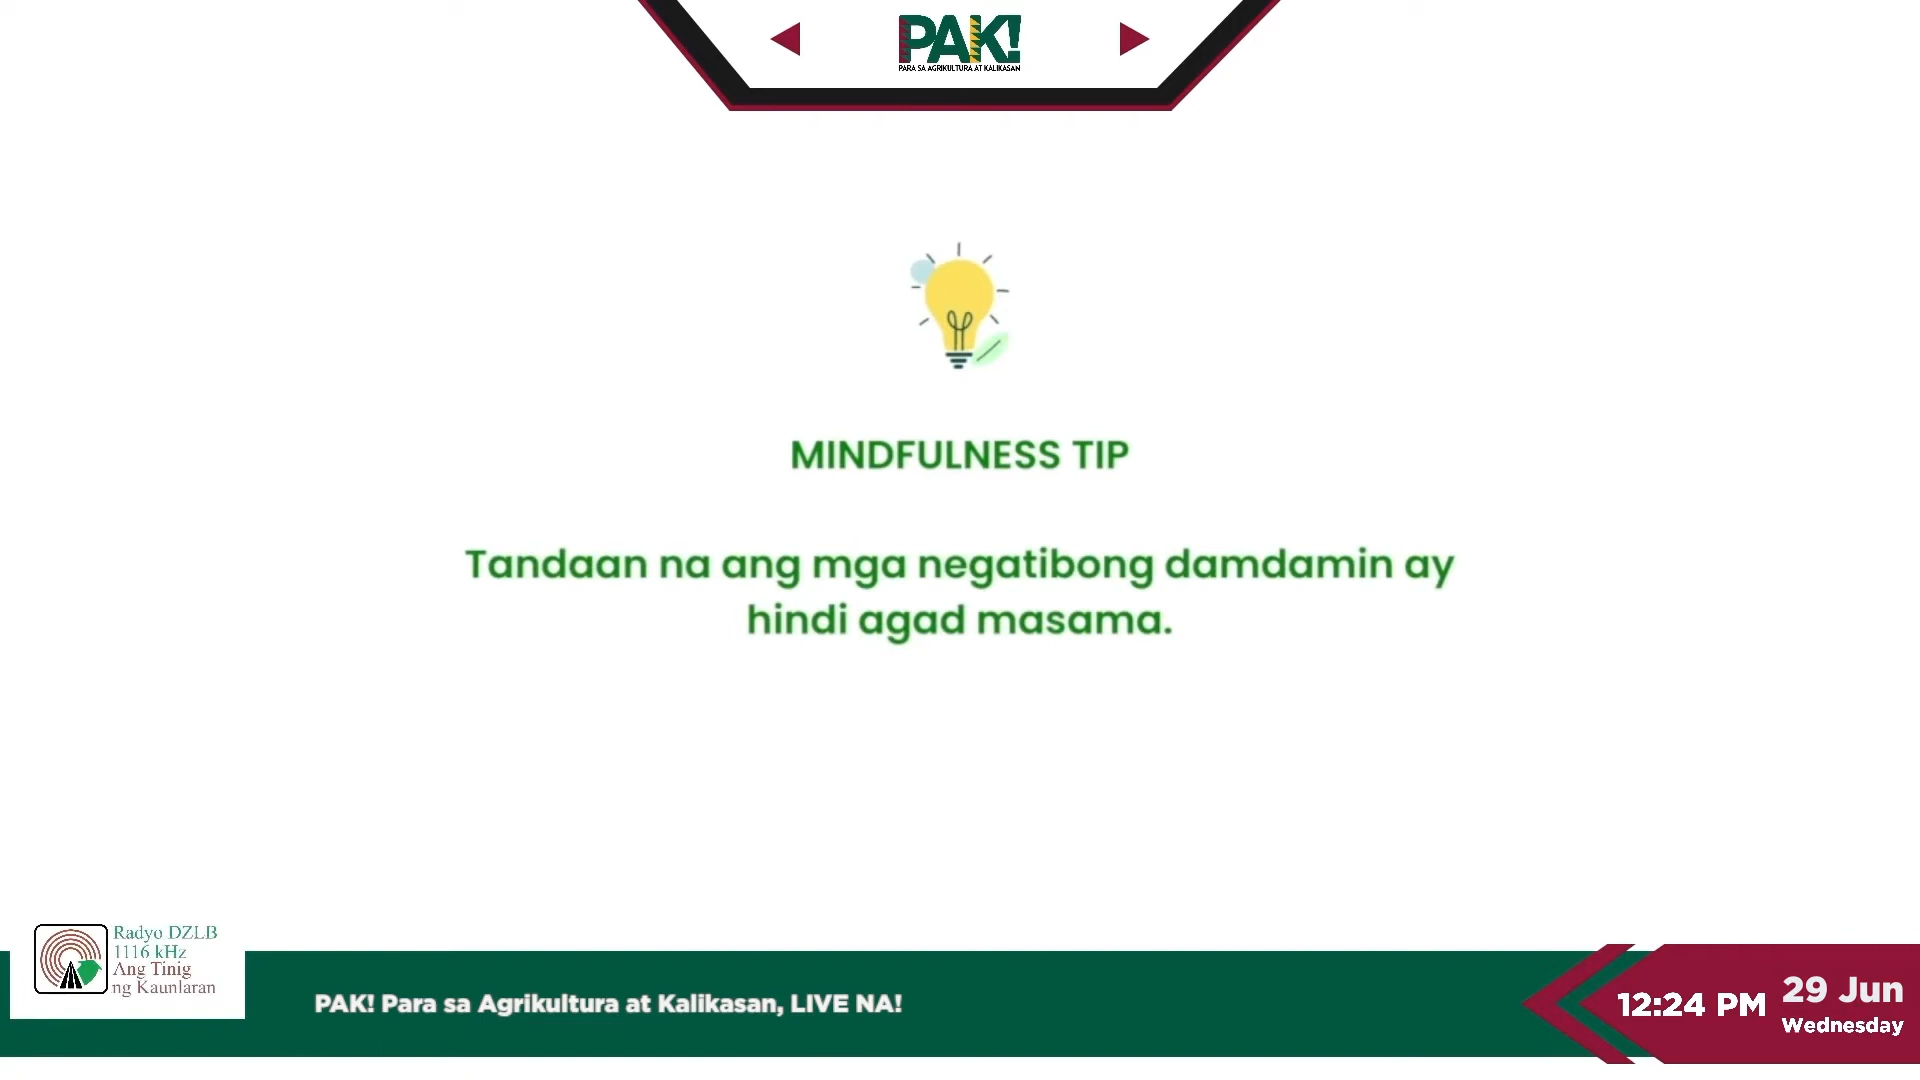 PAK!
PARA SA AGRIKULTURA AT KALIKASAN
MINDFULNESS TIP
Tandaan na ang mga negatibong damdamin ay
hindi agad masama.
Radyo DZLB
1116 kHz
Ang Tinig
ng Kaunlaran
PAK! Para sa Agrikultura at Kalikasan, LIVE NA!
12:24 PM
29 Jun
Wednesday